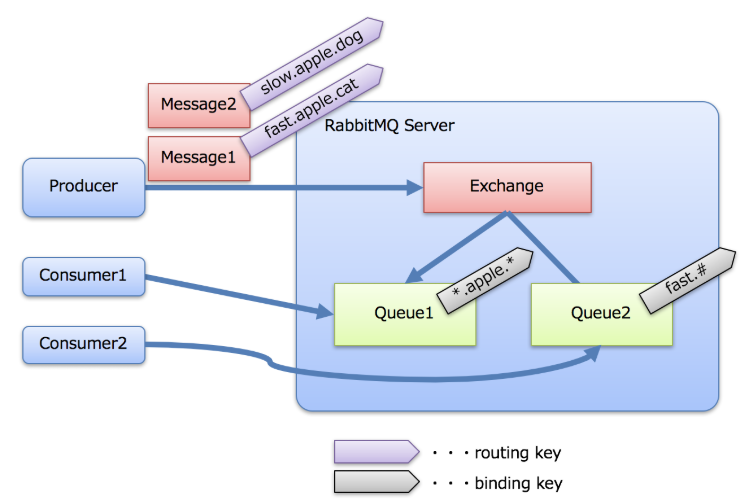 slow.apple.dog
Message2
fast.apple.cat
RabbitMQ Server
Message1
Producer
Exchange
Consumer1
*.apple.*
fast.#
Queue1
Queue2
Consumer2
・・・routing key
・・・binding key